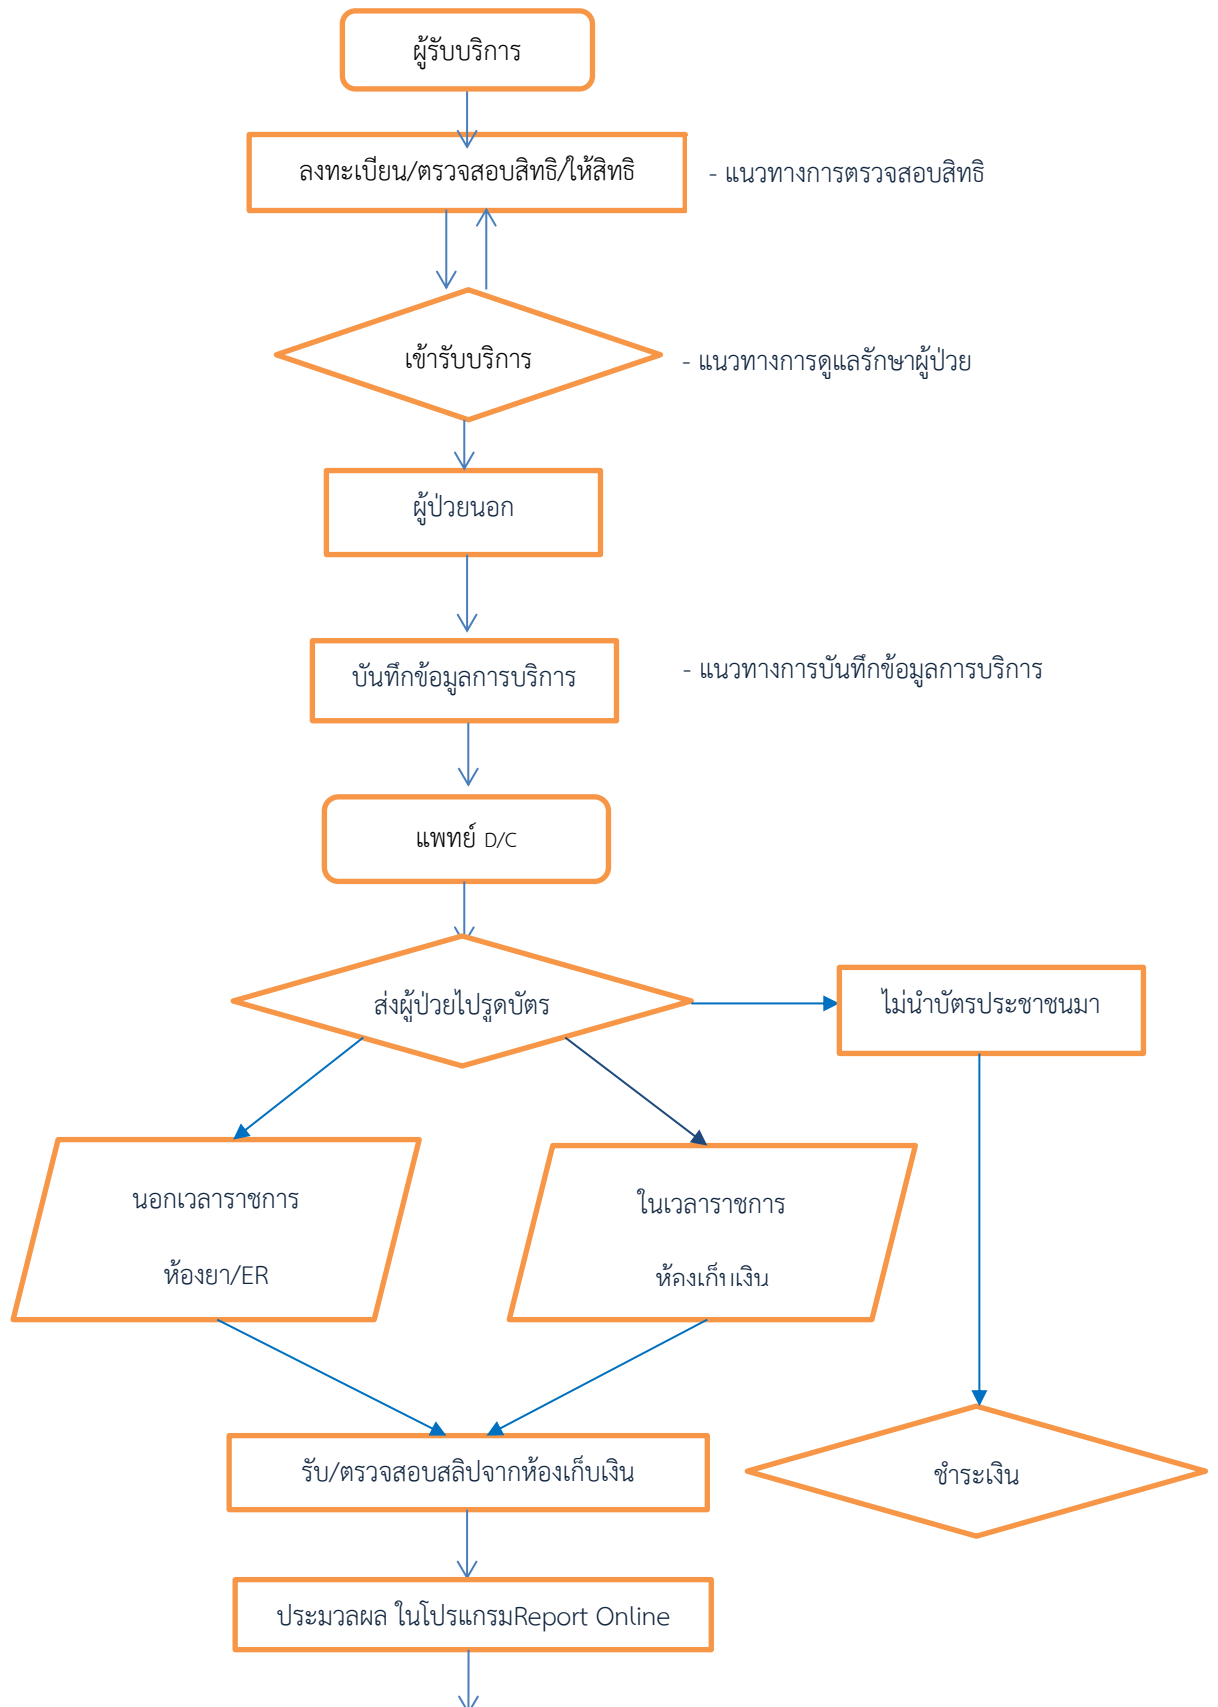 ผู้รับบริการ
ลงทะเบียน/ตรวจสอบสิทธิ/ให้สิทธิ
- แนวทางการตรวจสอบสิทธิ
เข้ารับบริการ
- แนวทางการดูแลรักษาผู้ป่วย
ผู้ป่วยนอก
บันทึกข้อมูลการบริการ
- แนวทางการบันทึกข้อมูลการบริการ
แพทย์ D/C
ส่งผู้ป่วยไปรูดบัตร
ไม่นำบัตรประชาชนมา
นอกเวลาราชการ
ห้องยา/ER
ในเวลาราชการ
ห้องเก็บเงิน
รับ/ตรวจสอบสลิปจากห้องเก็บเงิน
ชำระเงิน
ประมวลผล ในโปรแกรมReport Online